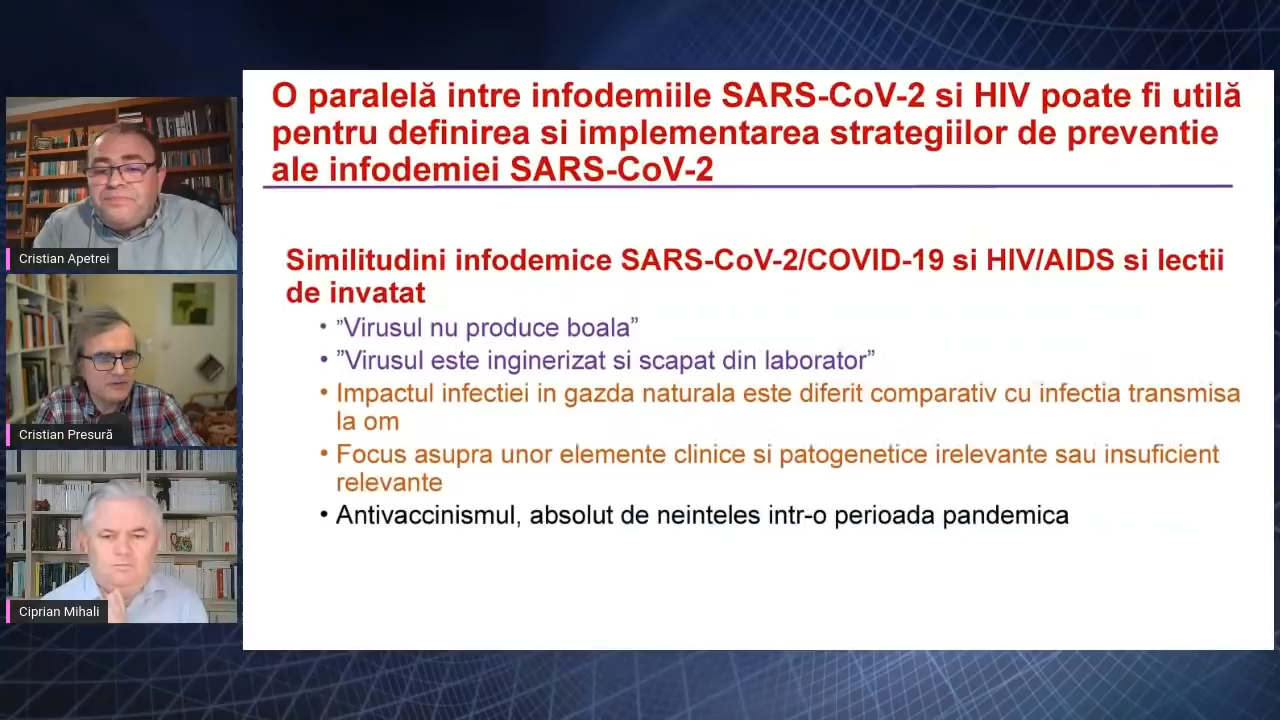 O paralelă intre infodemiile SARS-CoV-2 si HIV poate fi utilă
pentru definirea si implementarea strategiilor de preventie
ale infodemiei SARS-CoV-2
Similitudini infodemice SARS-CoV-2/COVID-19 si HIV/AIDS si lectii
de invatat
• ”Virusul nu produce boala”
• ”Virusul este inginerizat si scapat din laborator”
• Impactul infectiei in gazda naturala este diferit comparativ cu infectia transmisa
la om
• Focus asupra unor elemente clinice si patogenetice irelevante sau insuficient
relevante
• Antivaccinismul, absolut de neinteles intr-o perioada pandemica
Cristian Apetrei
Cristian Presură
Ciprian Mihali